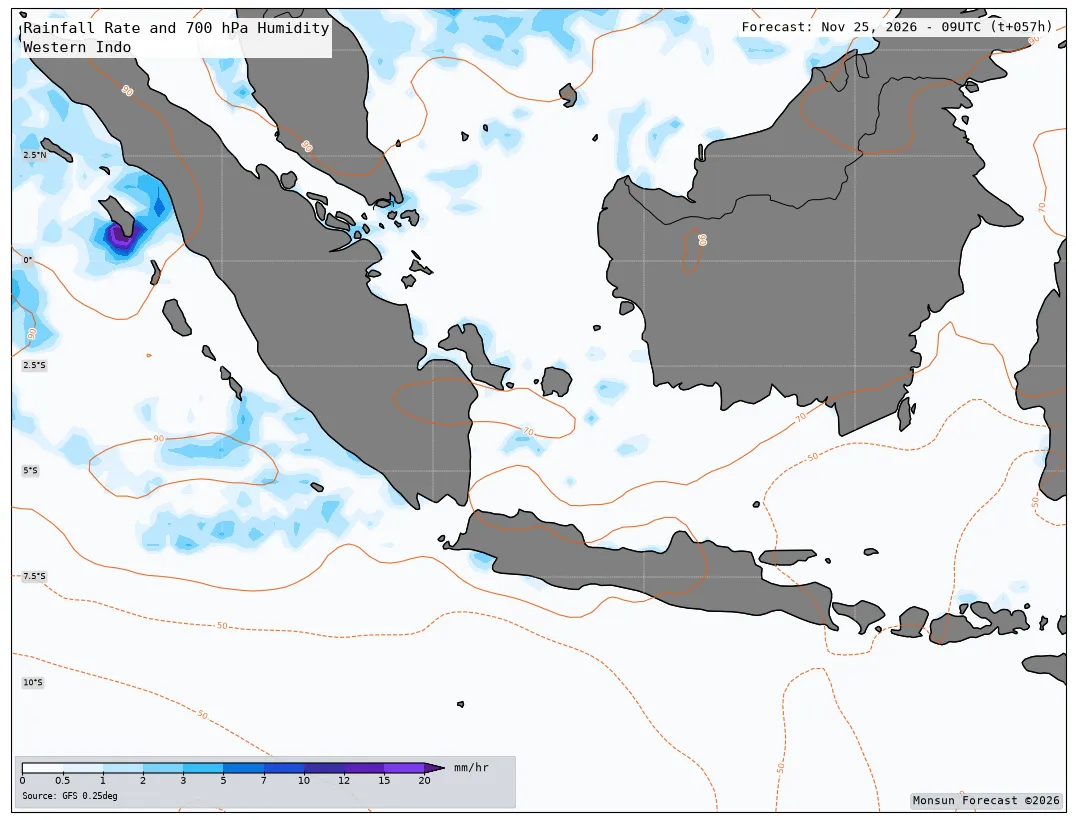 Rainfall Rate and 700 hPa Humidity
Western Indo
Forecast: Nov 25, 2026 - 09UTC (t+057h)
90
90
90
2.5°N
70
90
0°
90
2.5°S
70
70
90
50
5°S
50
7.5°S
50
10°S
50
50
mm/hr
0 0.5 1 2 3 5 7 10 12 15 20
Source: GFS 0.25deg
Monsun Forecast ©2026